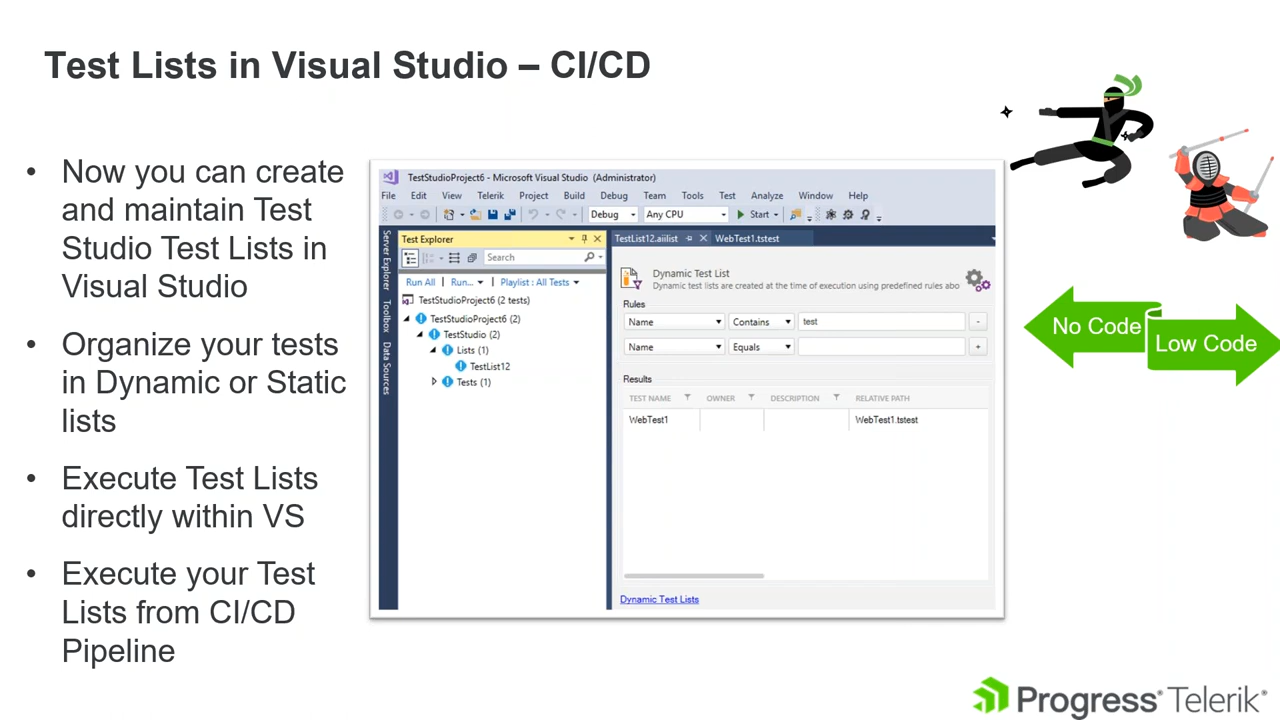 Test Lists in Visual Studio – CI/CD
• Now you can create
and maintain Test
Studio Test Lists in
Visual Studio
• Organize your tests
in Dynamic or Static
lists
• Execute Test Lists
directly within VS
• Execute your Test
Lists from CI/CD
Pipeline
TestStudioProject6 - Microsoft Visual Studio (Administrator)
File Edit View Telerik Project Build Debug Team Tools Test Analyze Window Help
Debug Any CPU Start
Server Explorer
Toolbox
Data Sources
Test Explorer
Search
Run All | Run... | Playlist : All Tests
TestStudioProject6 (2 tests)
TestStudioProject6 (2)
TestStudio (2)
Lists (1)
TestList12
Tests (1)
TestList12.aiilist WebTest1.tstest
Dynamic Test List
Dynamic test lists are created at the time of execution using predefined rules abo
Rules
Name Contains test -
Name Equals +
Results
TEST NAME OWNER DESCRIPTION RELATIVE PATH
WebTest1 WebTest1.tstest
Dynamic Test Lists
No Code
Low Code
Progress® Telerik®